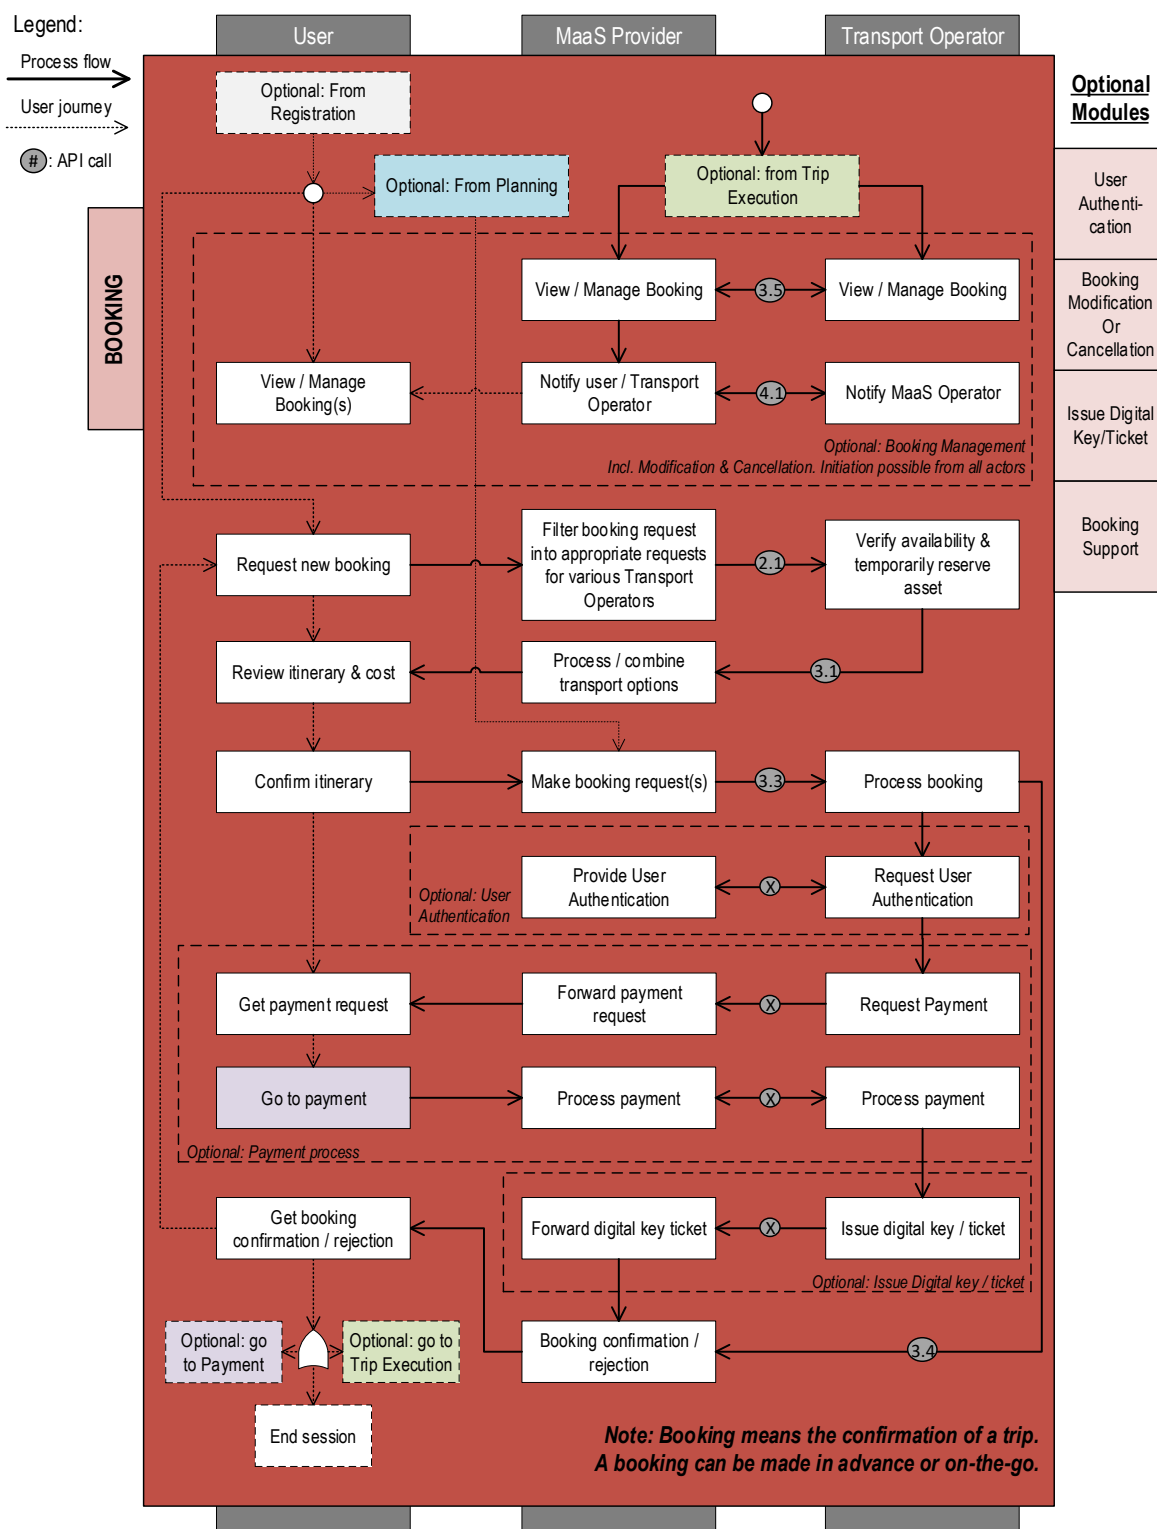 Legend:
Process flow
User journey
#: API call
User
MaaS Provider
Transport Operator
Optional
Modules
User
Authenti-
cation
Booking
Modification
Or
Cancellation
Issue Digital
Key/Ticket
Booking
Support
BOOKING
Optional: From
Registration
Optional: From Planning
Optional: from Trip
Execution
View / Manage Booking
3.5
View / Manage Booking
View / Manage
Booking(s)
Notify user / Transport
Operator
4.1
Notify MaaS Operator
Optional: Booking Management
Incl. Modification & Cancellation. Initiation possible from all actors
Request new booking
Filter booking request
into appropriate requests
for various Transport
Operators
2.1
Verify availability &
temporarily reserve
asset
Review itinerary & cost
Process / combine
transport options
3.1
Confirm itinerary
Make booking request(s)
3.3
Process booking
Optional: User
Authentication
Provide User
Authentication
X
Request User
Authentication
Get payment request
Forward payment
request
X
Request Payment
Go to payment
Process payment
X
Process payment
Optional: Payment process
Get booking
confirmation / rejection
Forward digital key ticket
X
Issue digital key / ticket
Optional: Issue Digital key / ticket
Optional: go
to Payment
Optional: go to
Trip Execution
Booking confirmation /
rejection
3.4
End session
Note: Booking means the confirmation of a trip.
A booking can be made in advance or on-the-go.